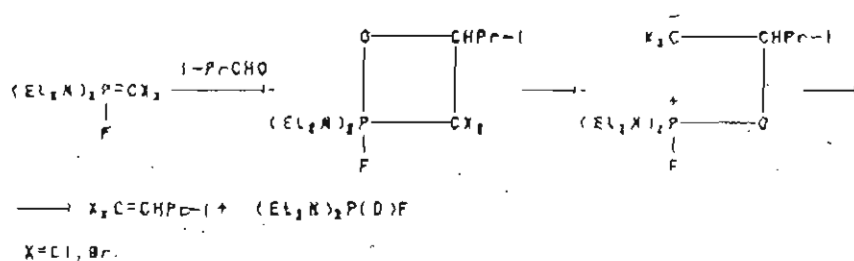 O CHPr-i X₂C⁻ CHPr-i
i-PrCHO
(Et₂N)₂P=CX₂ (Et₂N)₂P CX₂ (Et₂N)₂P⁺ O
F F F
X₂C=CHPr-i + (Et₂N)₂P(O)F
X=Cl, Br.